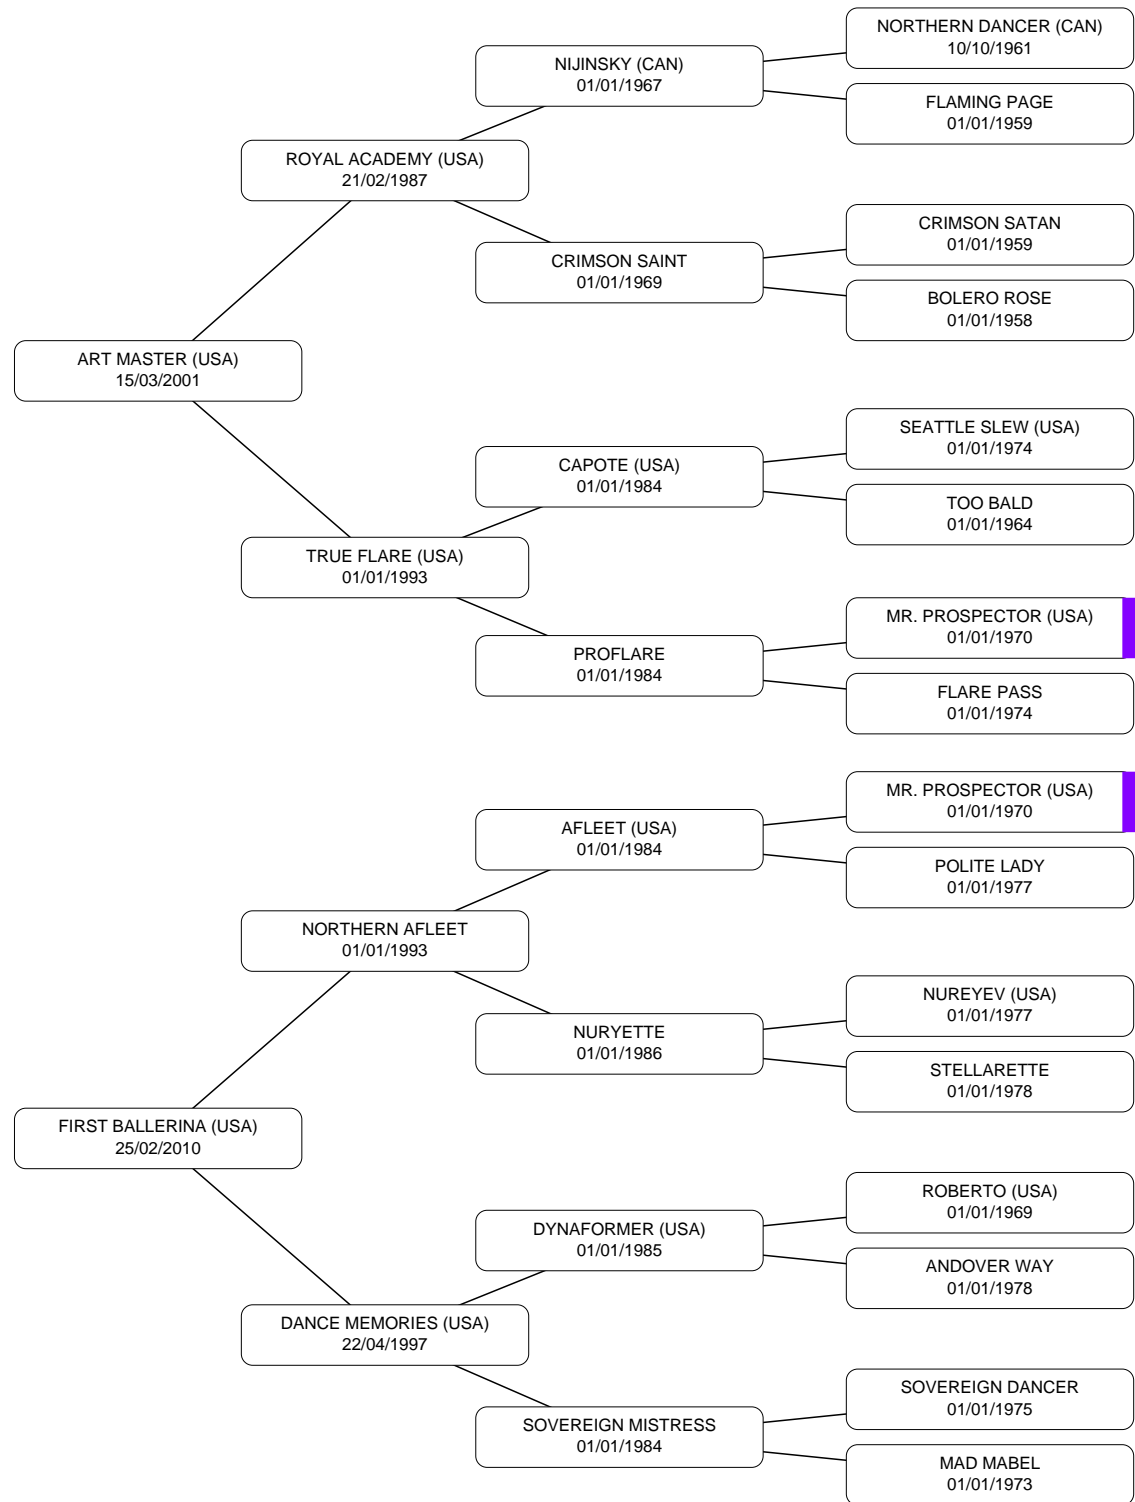 NORTHERN DANCER (CAN)
10/10/1961
NIJINSKY (CAN)
01/01/1967
FLAMING PAGE
01/01/1959
ROYAL ACADEMY (USA)
21/02/1987
CRIMSON SATAN
01/01/1959
CRIMSON SAINT
01/01/1969
BOLERO ROSE
01/01/1958
ART MASTER (USA)
15/03/2001
SEATTLE SLEW (USA)
01/01/1974
CAPOTE (USA)
01/01/1984
TOO BALD
01/01/1964
TRUE FLARE (USA)
01/01/1993
MR. PROSPECTOR (USA)
01/01/1970
PROFLARE
01/01/1984
FLARE PASS
01/01/1974
MR. PROSPECTOR (USA)
01/01/1970
AFLEET (USA)
01/01/1984
POLITE LADY
01/01/1977
NORTHERN AFLEET
01/01/1993
NUREYEV (USA)
01/01/1977
NURYETTE
01/01/1986
STELLARETTE
01/01/1978
FIRST BALLERINA (USA)
25/02/2010
ROBERTO (USA)
01/01/1969
DYNAFORMER (USA)
01/01/1985
ANDOVER WAY
01/01/1978
DANCE MEMORIES (USA)
22/04/1997
SOVEREIGN DANCER
01/01/1975
SOVEREIGN MISTRESS
01/01/1984
MAD MABEL
01/01/1973